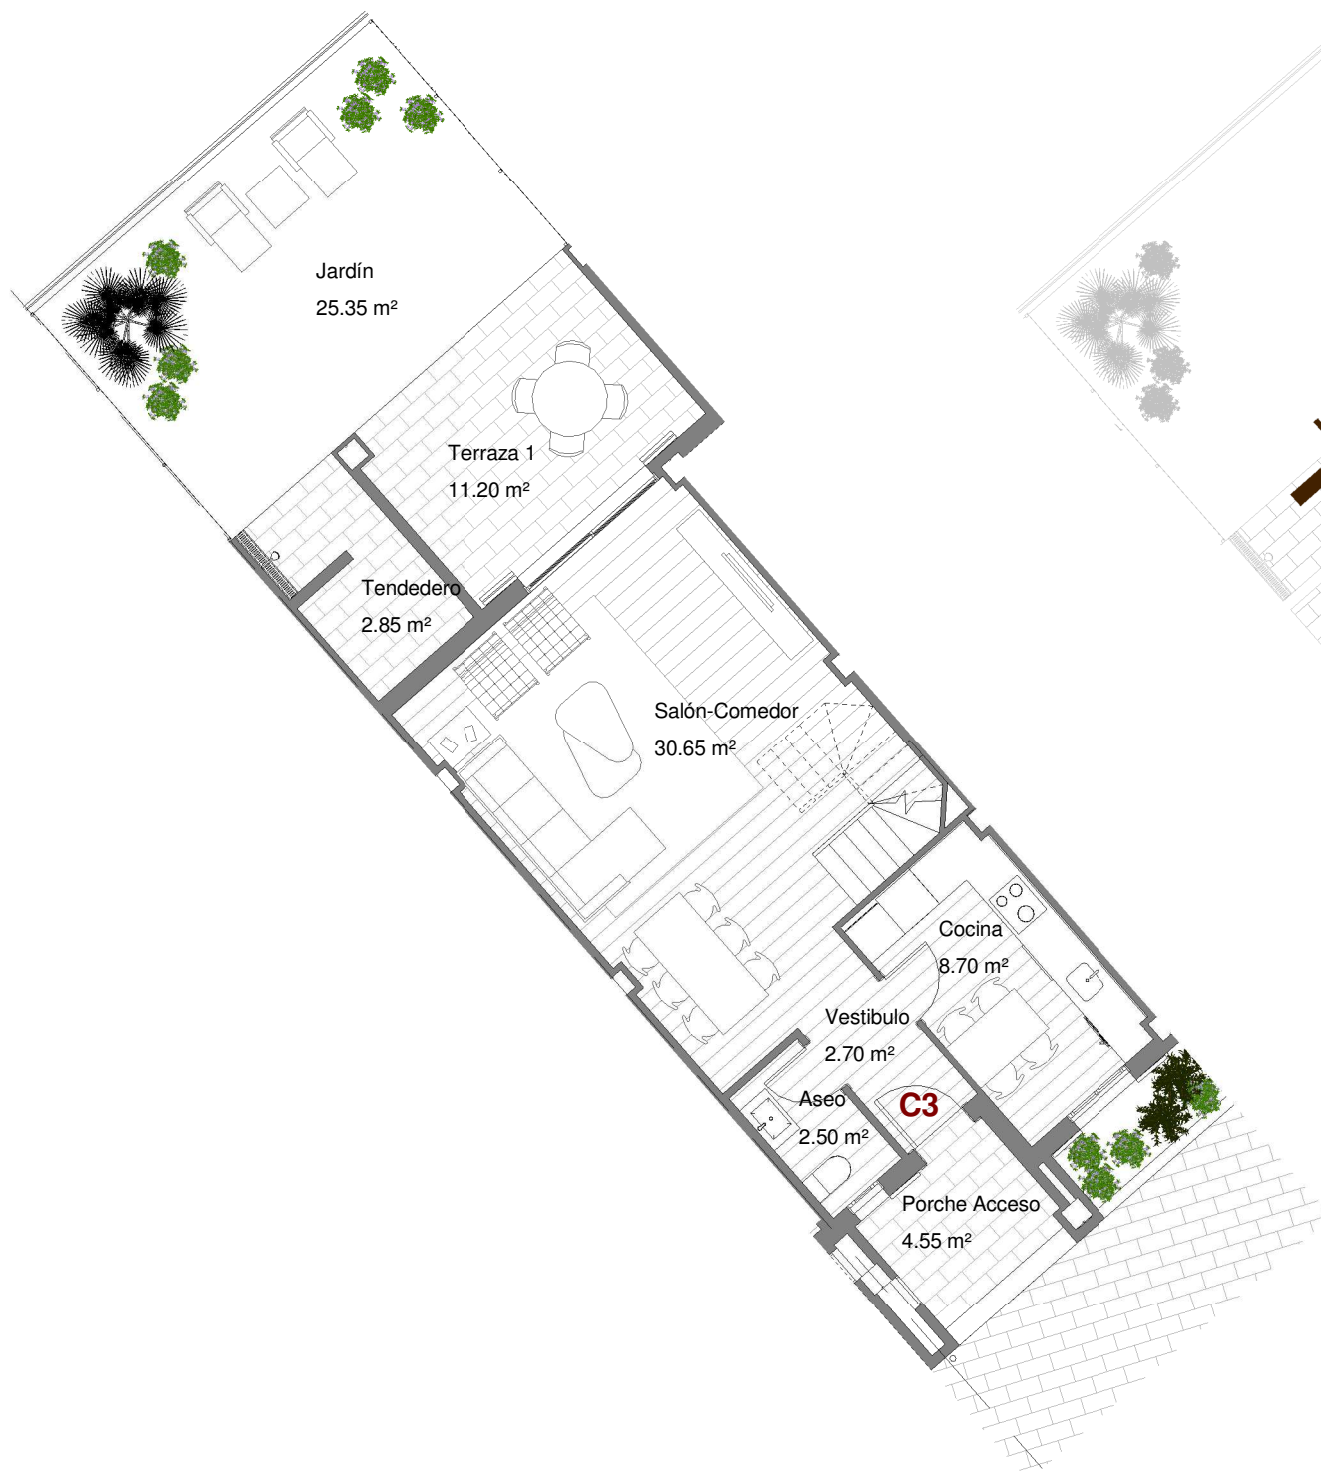 Jardín
25.35 m²
Terraza 1
11.20 m²
Tendedero
2.85 m²
Salón-Comedor
30.65 m²
Cocina
8.70 m²
Vestibulo
2.70 m²
Aseo
2.50 m²
C3
Porche Acceso
4.55 m²